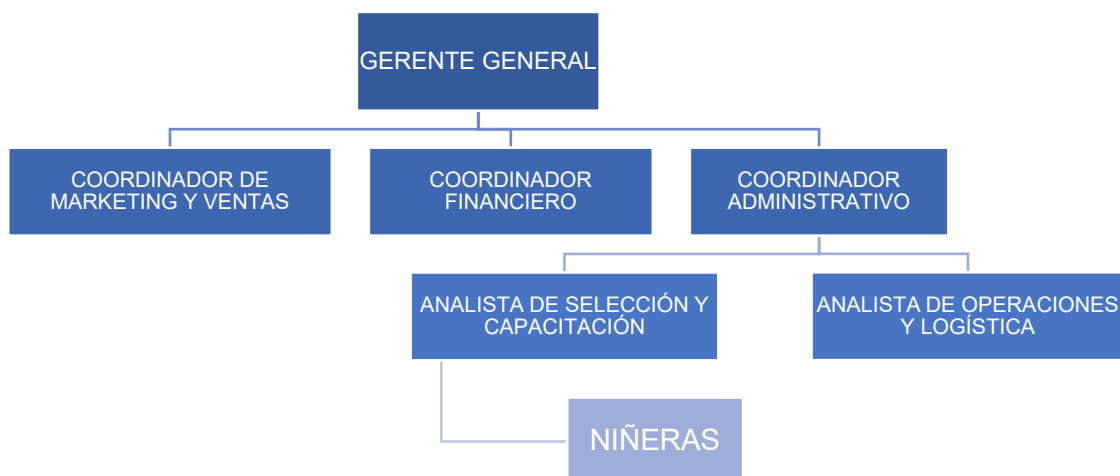 GERENTE GENERAL
COORDINADOR DE
MARKETING Y VENTAS
COORDINADOR
FINANCIERO
COORDINADOR
ADMINISTRATIVO
ANALISTA DE SELECCIÓN Y
CAPACITACIÓN
ANALISTA DE OPERACIONES
Y LOGÍSTICA
NIÑERAS